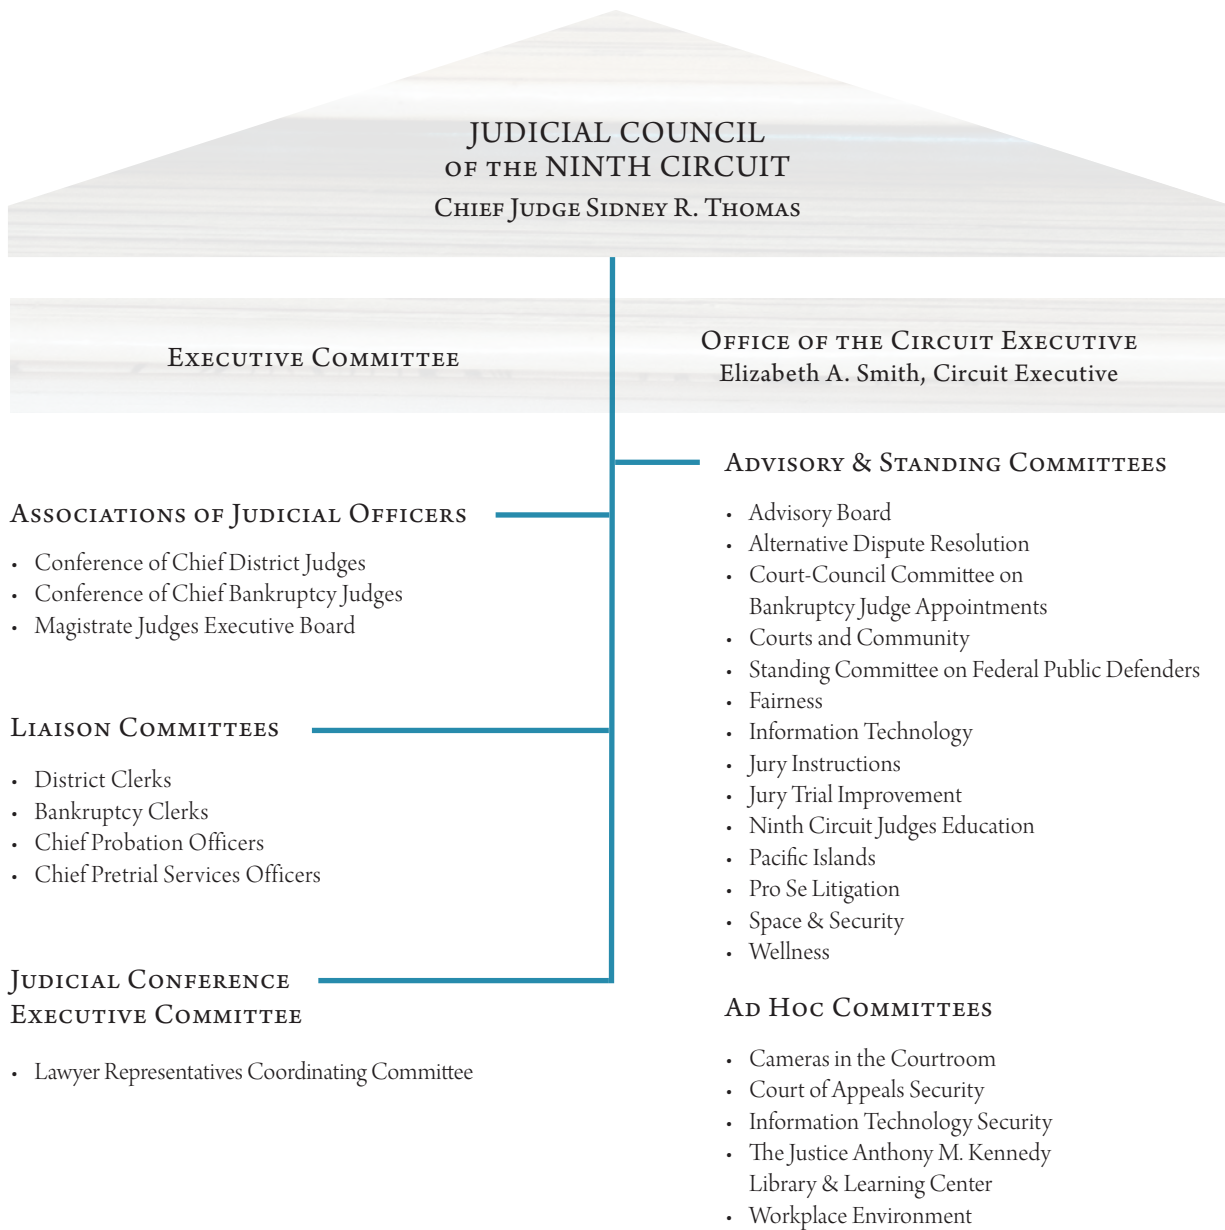 JUDICIAL COUNCIL
OF THE NINTH CIRCUIT
CHIEF JUDGE SIDNEY R. THOMAS
EXECUTIVE COMMITTEE
OFFICE OF THE CIRCUIT EXECUTIVE
Elizabeth A. Smith, Circuit Executive
ASSOCIATIONS OF JUDICIAL OFFICERS
• Conference of Chief District Judges
• Conference of Chief Bankruptcy Judges
• Magistrate Judges Executive Board
LIAISON COMMITTEES
• District Clerks
• Bankruptcy Clerks
• Chief Probation Officers
• Chief Pretrial Services Officers
JUDICIAL CONFERENCE
EXECUTIVE COMMITTEE
• Lawyer Representatives Coordinating Committee
ADVISORY & STANDING COMMITTEES
• Advisory Board
• Alternative Dispute Resolution
• Court-Council Committee on
Bankruptcy Judge Appointments
• Courts and Community
• Standing Committee on Federal Public Defenders
• Fairness
• Information Technology
• Jury Instructions
• Jury Trial Improvement
• Ninth Circuit Judges Education
• Pacific Islands
• Pro Se Litigation
• Space & Security
• Wellness
AD HOC COMMITTEES
• Cameras in the Courtroom
• Court of Appeals Security
• Information Technology Security
• The Justice Anthony M. Kennedy
Library & Learning Center
• Workplace Environment